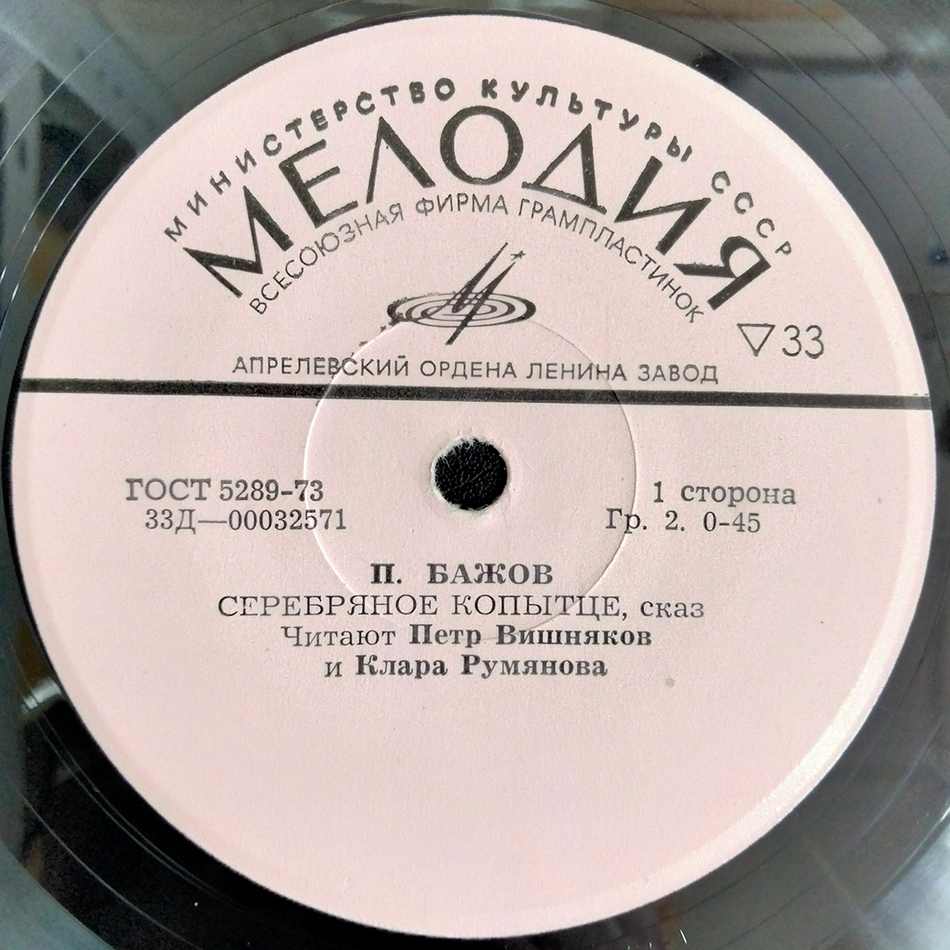 МИНИСТЕРСТВО КУЛЬТУРЫ СССР
МЕЛОДИЯ
ВСЕСОЮЗНАЯ ФИРМА ГРАМПЛАСТИНОК
▽33
АПРЕЛЕВСКИЙ ОРДЕНА ЛЕНИНА ЗАВОД
ГОСТ 5289-73
1 сторона
33Д—00032571
Гр. 2. 0-45
П. БАЖОВ
СЕРЕБРЯНОЕ КОПЫТЦЕ, сказ
Читают Петр Вишняков
и Клара Румянова